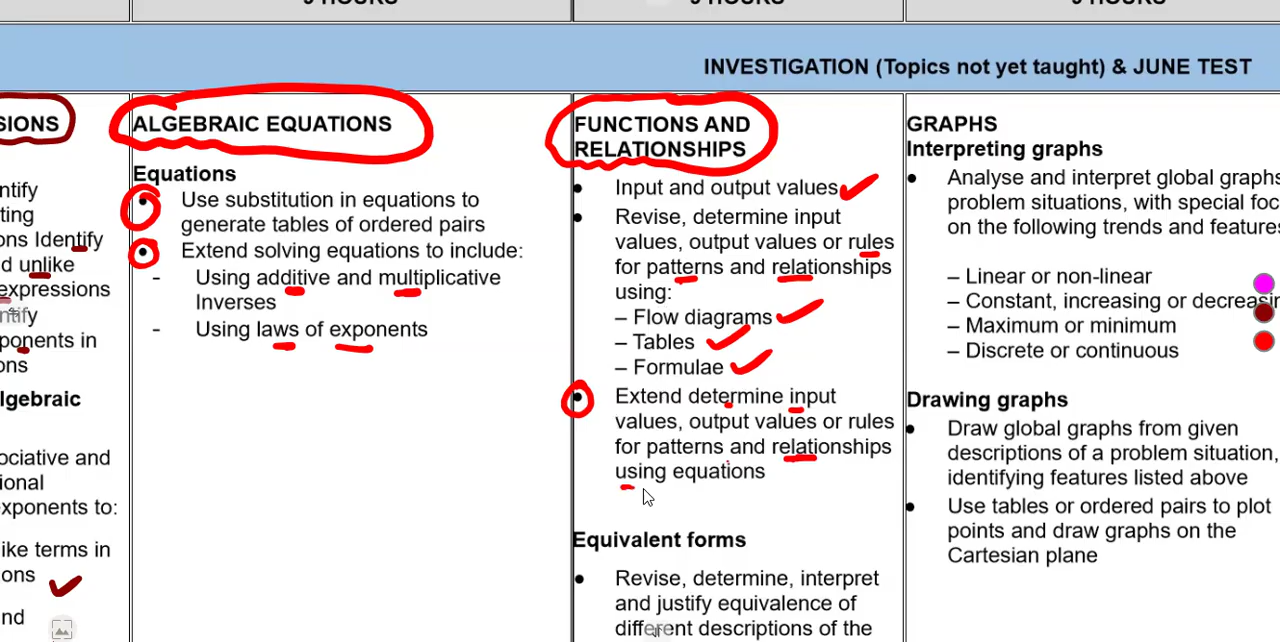 INVESTIGATION (Topics not yet taught) & JUNE TEST
SIONS
ntify
ting
ons Identify
d unlike
expressions
ntify
ponents in
ons
lgebraic
ociative and
ional
xponents to:
ike terms in
ons
nd
ALGEBRAIC EQUATIONS
Equations
• Use substitution in equations to
generate tables of ordered pairs
• Extend solving equations to include:
- Using additive and multiplicative
Inverses
- Using laws of exponents
FUNCTIONS AND
RELATIONSHIPS
• Input and output values
• Revise, determine input
values, output values or rules
for patterns and relationships
using:
– Flow diagrams
– Tables
– Formulae
• Extend determine input
values, output values or rules
for patterns and relationships
using equations
Equivalent forms
• Revise, determine, interpret
and justify equivalence of
different descriptions of the
GRAPHS
Interpreting graphs
• Analyse and interpret global graphs
problem situations, with special foc
on the following trends and features
– Linear or non-linear
– Constant, increasing or decreasin
– Maximum or minimum
– Discrete or continuous
Drawing graphs
• Draw global graphs from given
descriptions of a problem situation,
identifying features listed above
• Use tables or ordered pairs to plot
points and draw graphs on the
Cartesian plane